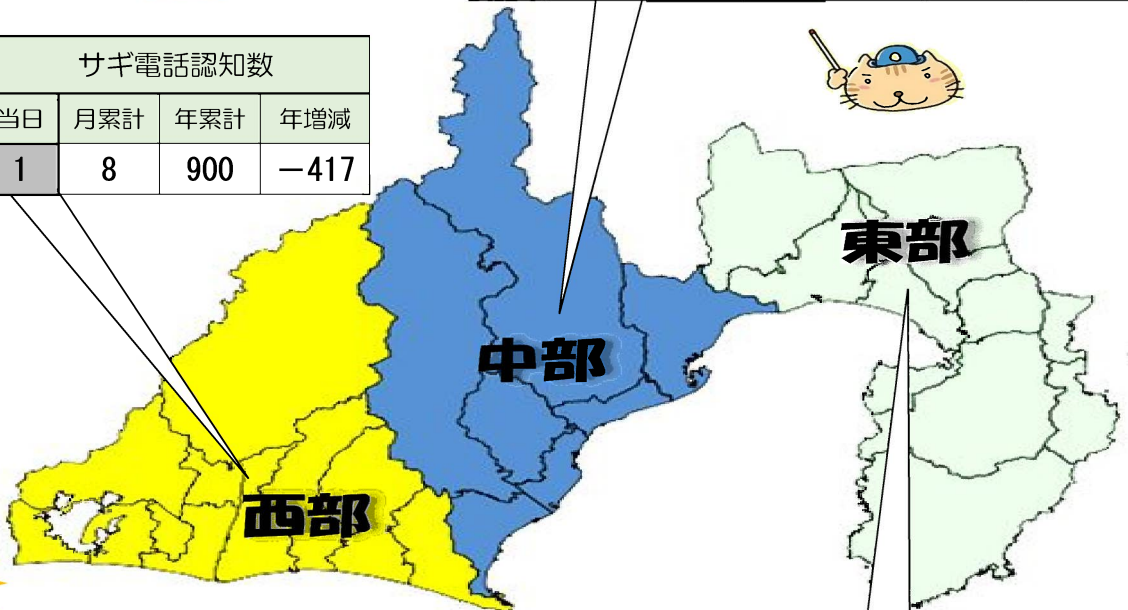 サギ電話認知数
当日 月累計 年累計 年増減
1 8 900 －417
東部
中部
西部